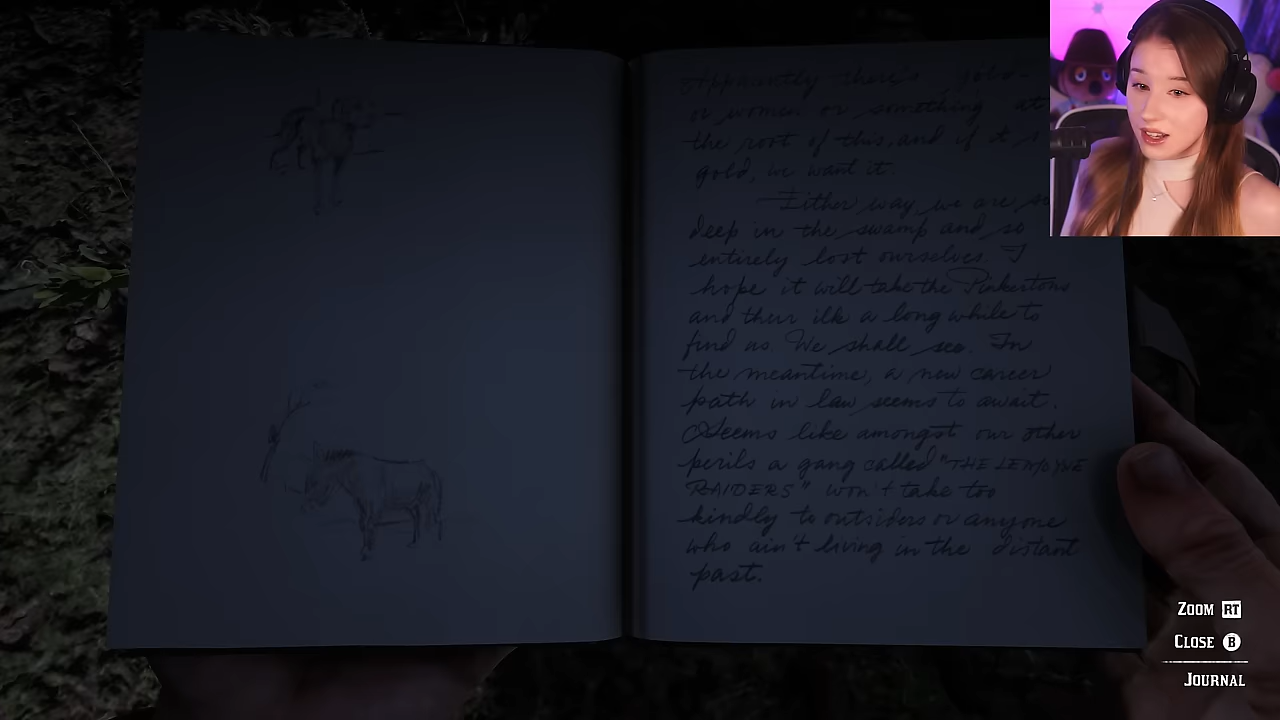 Apparently there's gold
or women or something at
the root of this, and if it
gold, we want it.
Either way we are so
deep in the swamp and so
entirely lost ourselves. I
hope it will take the Pinkertons
and their ilk a long while to
find us. We shall see. In
the meantime, a new career
path in law seems to await.
Seems like amongst our other
perils a gang called "THE LEMOYNE
RAIDERS" won't take too
kindly to outsiders or anyone
who ain't living in the distant
past.
ZOOM RT
CLOSE B
JOURNAL